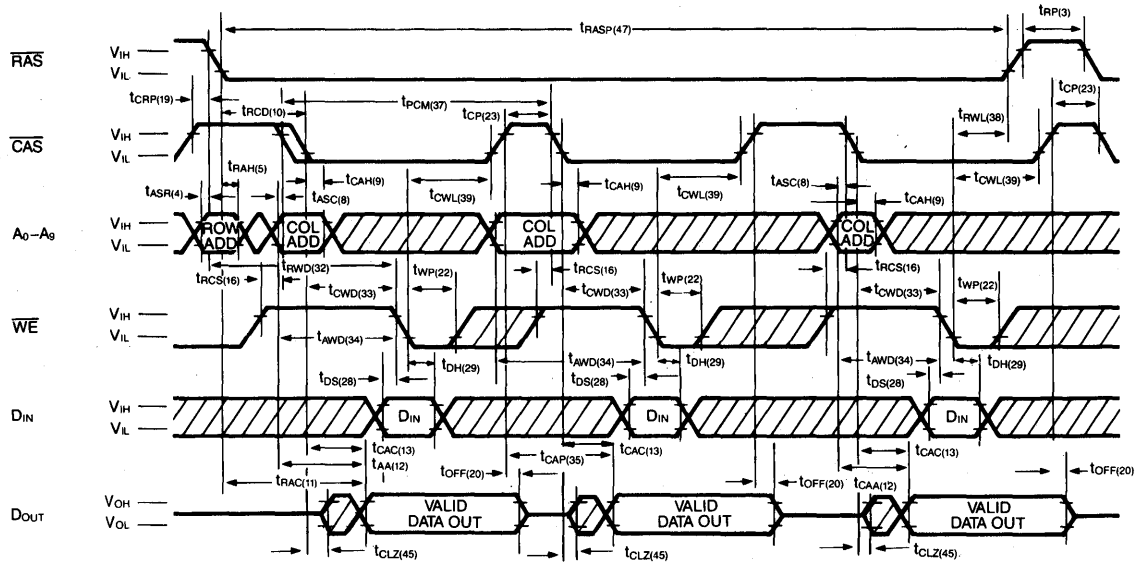 tRASP(47)
tRP(3)
RAS
VIH
VIL
tCRP(19)
tRCD(10)
tPCM(37)
tCP(23)
tRWL(38)
tCP(23)
CAS
VIH
VIL
tASR(4)
tRAH(5)
tASC(8)
tCAH(9)
tCWL(39)
tCAH(9)
tCWL(39)
tASC(8)
tCAH(9)
tCWL(39)
A0–A9
VIH
VIL
ROW
ADD
COL
ADD
COL
ADD
COL
ADD
tRCS(16)
tRWD(32)
tCWD(33)
tWP(22)
tRCS(16)
tCWD(33)
tWP(22)
tRCS(16)
tCWD(33)
tWP(22)
WE
VIH
VIL
tAWD(34)
tDH(29)
tAWD(34)
tDH(29)
tAWD(34)
tDH(29)
tDS(28)
tDS(28)
tDS(28)
DIN
VIH
VIL
DIN
DIN
DIN
tCAC(13)
tAA(12)
tRAC(11)
tOFF(20)
tCAP(35)
tCAC(13)
tOFF(20)
tCAA(12)
tCAC(13)
tOFF(20)
DOUT
VOH
VOL
VALID
DATA OUT
VALID
DATA OUT
VALID
DATA OUT
tCLZ(45)
tCLZ(45)
tCLZ(45)